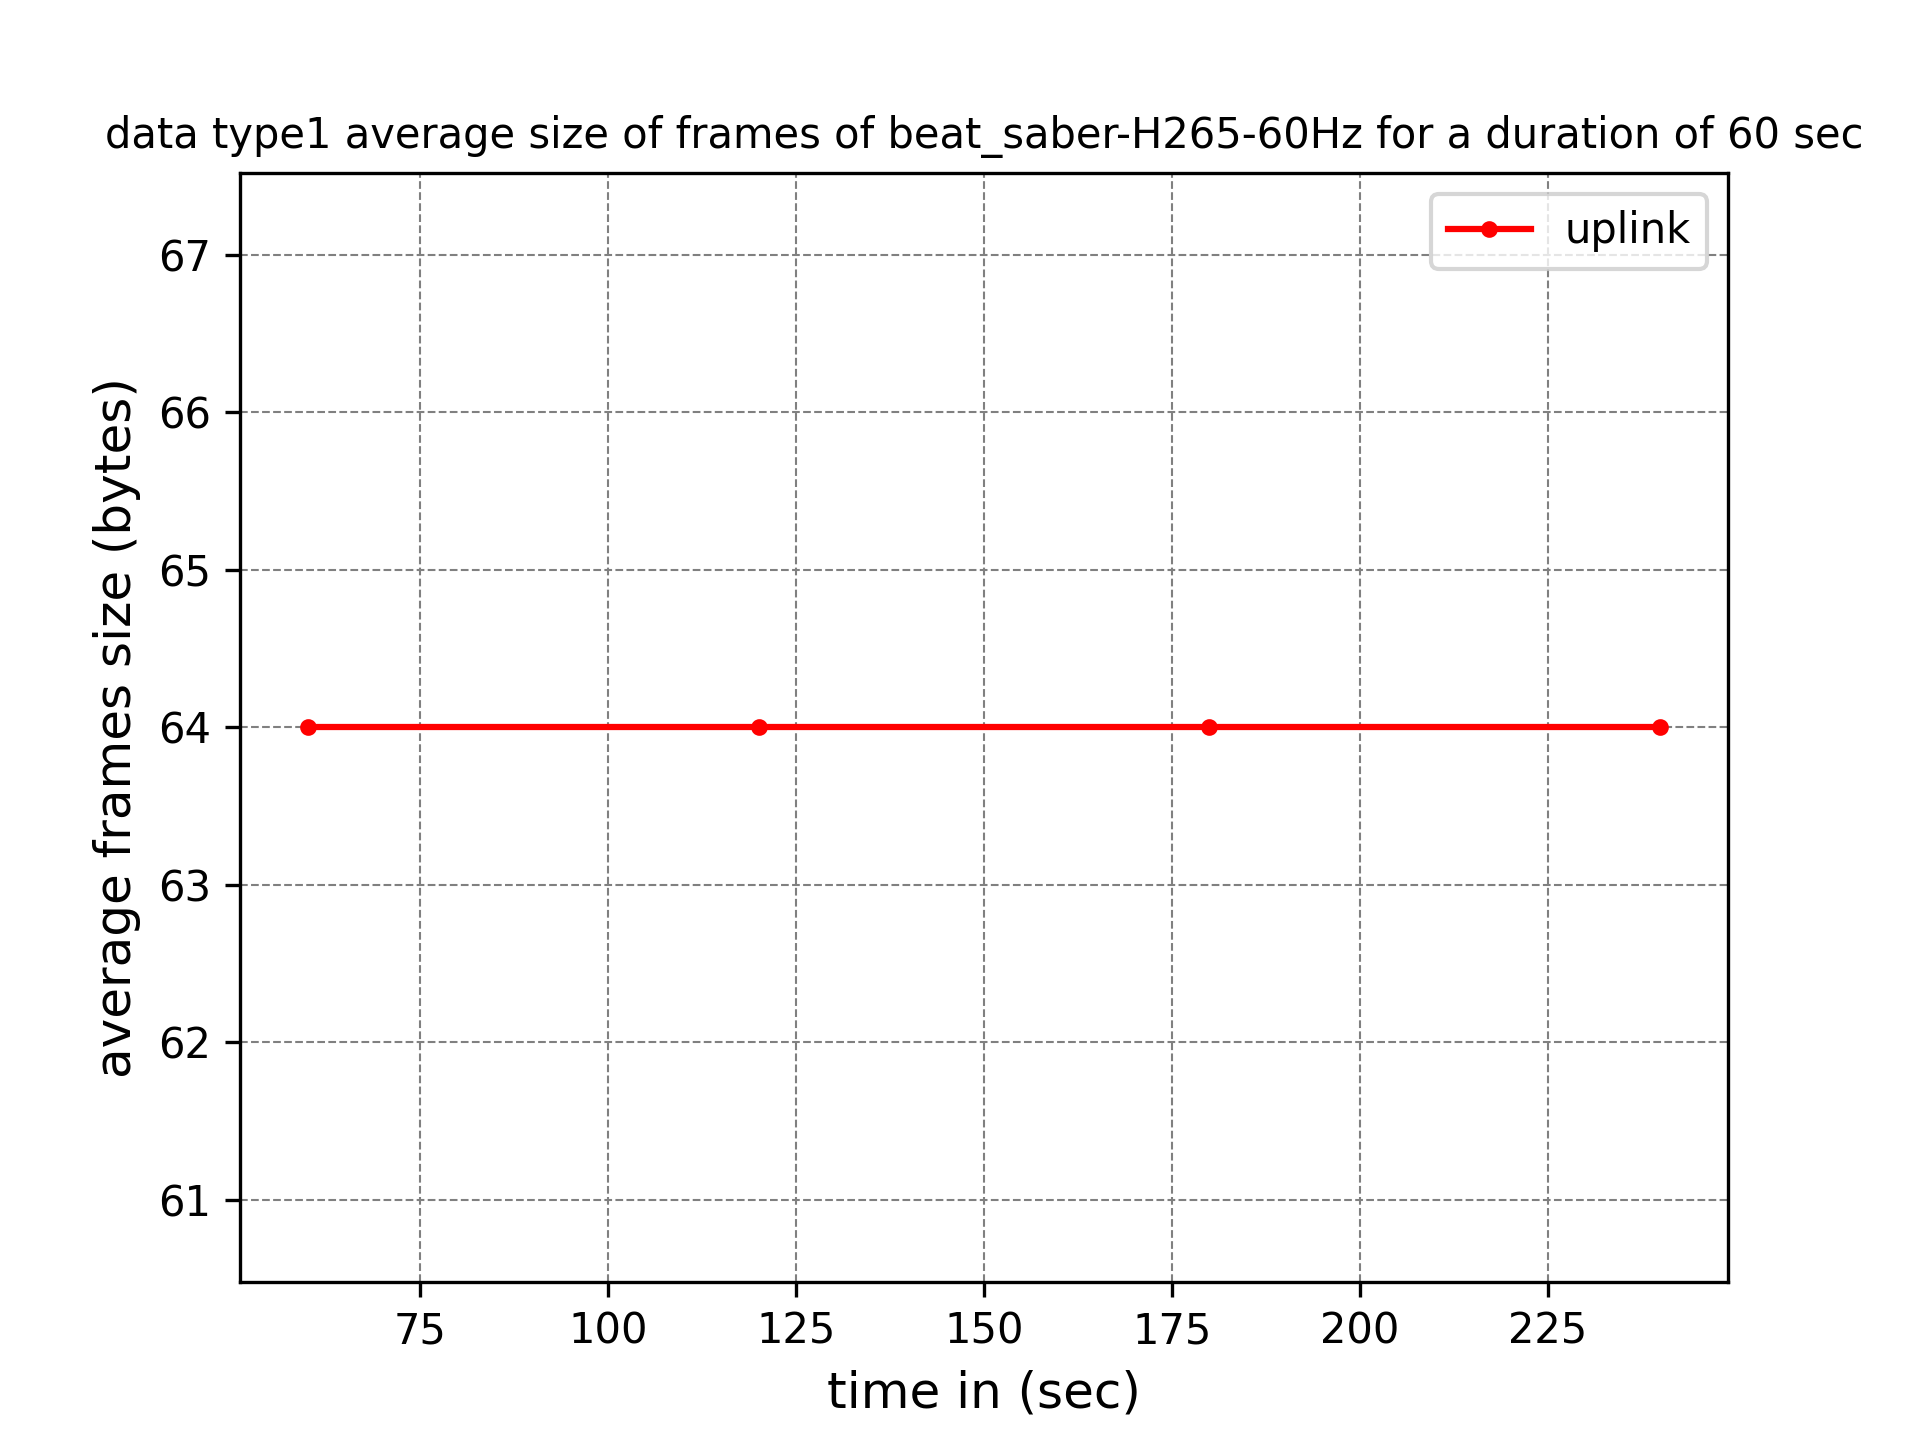 data type1 average size of frames of beat_saber-H265-60Hz for a duration of 60 sec
uplink
average frames size (bytes)
67
66
65
64
63
62
61
75 100 125 150 175 200 225
time in (sec)